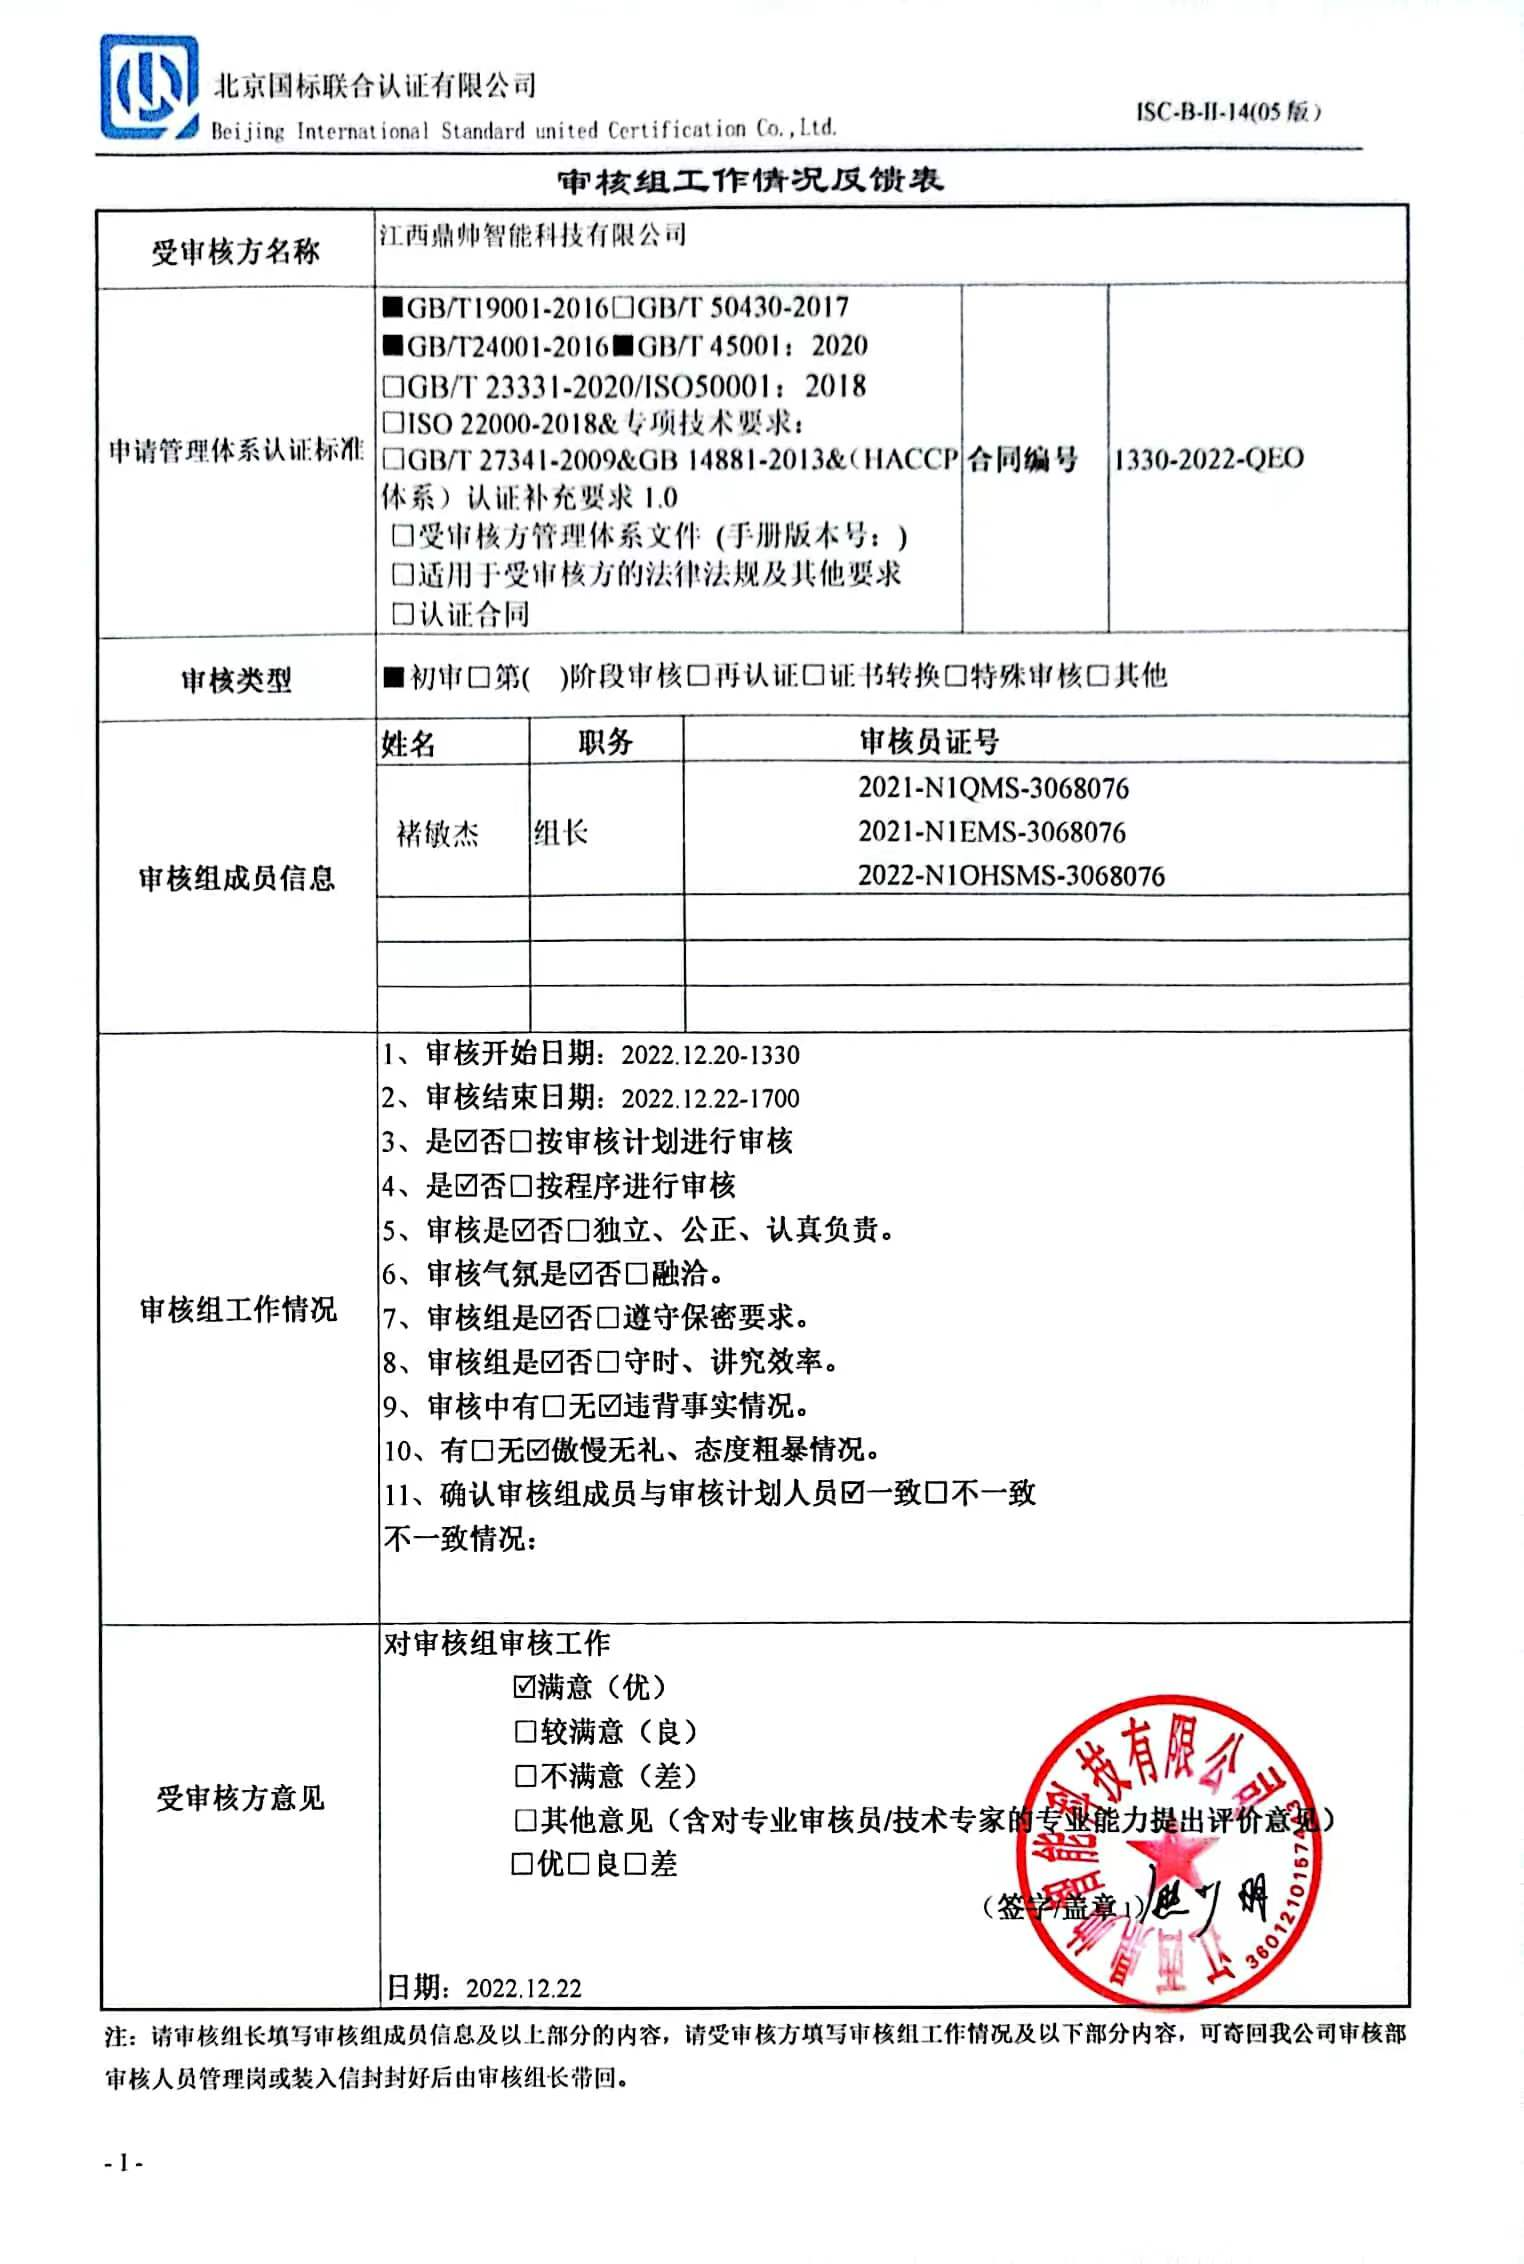 北京国标联合认证有限公司
Beijing International Standard united Certification Co.,Ltd.
ISC-B-II-14(05版)
审核组工作情况反馈表
受审核方名称
江西鼎帅智能科技有限公司
申请管理体系认证标准
■GB/T19001-2016□GB/T 50430-2017
■GB/T24001-2016■GB/T 45001：2020
□GB/T 23331-2020/ISO50001：2018
□ISO 22000-2018&专项技术要求：
□GB/T 27341-2009&GB 14881-2013&（HACCP
体系）认证补充要求 1.0
□受审核方管理体系文件（手册版本号：）
□适用于受审核方的法律法规及其他要求
□认证合同
合同编号
1330-2022-QEO
审核类型
■初审□第( )阶段审核□再认证□证书转换□特殊审核□其他
审核组成员信息
姓名 职务 审核员证号
褚敏杰 组长
2021-N1QMS-3068076
2021-N1EMS-3068076
2022-N1OHSMS-3068076
审核组工作情况
1、审核开始日期：2022.12.20-1330
2、审核结束日期：2022.12.22-1700
3、是☑否□按审核计划进行审核
4、是☑否□按程序进行审核
5、审核是☑否□独立、公正、认真负责。
6、审核气氛是☑否□融洽。
7、审核组是☑否□遵守保密要求。
8、审核组是☑否□守时、讲究效率。
9、审核中有□无☑违背事实情况。
10、有□无☑傲慢无礼、态度粗暴情况。
11、确认审核组成员与审核计划人员☑一致□不一致
不一致情况：
受审核方意见
对审核组审核工作
☑满意（优）
□较满意（良）
□不满意（差）
□其他意见（含对专业审核员/技术专家的专业能力提出评价意见）
□优□良□差
（签字/盖章）
江西鼎帅智能科技有限公司
日期：2022.12.22
注：请审核组长填写审核组成员信息及以上部分的内容，请受审核方填写审核组工作情况及以下部分内容，可寄回我公司审核部
审核人员管理岗或装入信封封好后由审核组长带回。
- 1 -